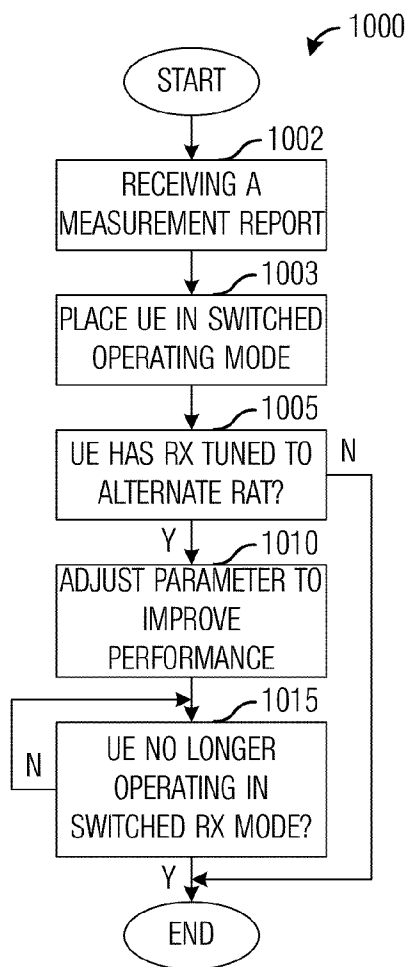 1000
START
1002
RECEIVING A
MEASUREMENT REPORT
1003
PLACE UE IN SWITCHED
OPERATING MODE
1005
UE HAS RX TUNED TO
ALTERNATE RAT?
N
Y
1010
ADJUST PARAMETER TO
IMPROVE
PERFORMANCE
1015
UE NO LONGER
OPERATING IN
SWITCHED RX MODE?
N
Y
END